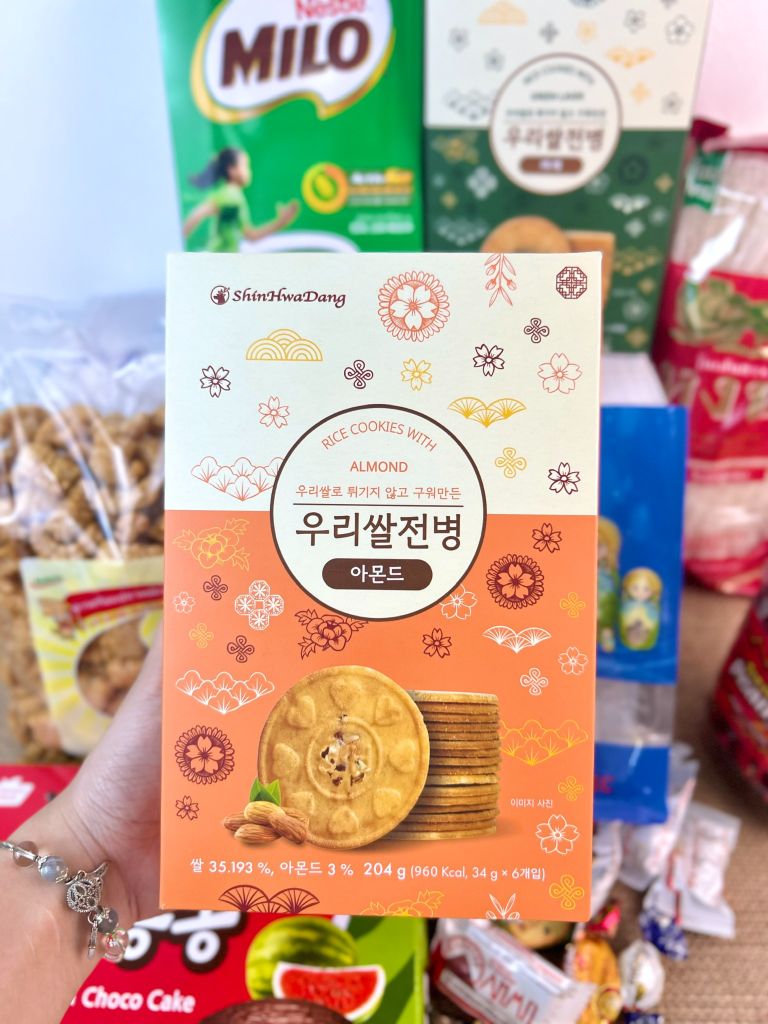 Nestlé
MILO
우리쌀전병
ShinHwaDang
RICE COOKIES WITH
ALMOND
우리쌀로 튀기지 않고 구워만든
우리쌀전병
아몬드
이미지 사진
쌀 35.193 %, 아몬드 3 % 204 g (960 Kcal, 34 g × 6개입)
Choco Cake